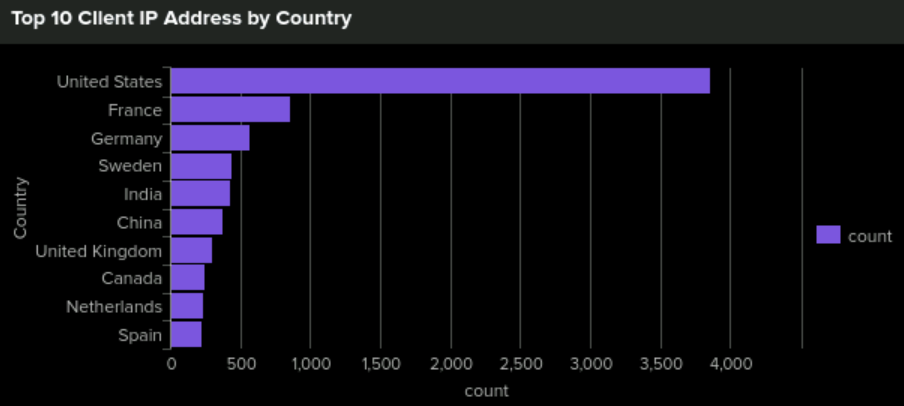 Top 10 Client IP Address by Country
Country
United States
France
Germany
Sweden
India
China
United Kingdom
Canada
Netherlands
Spain
0 500 1,000 1,500 2,000 2,500 3,000 3,500 4,000
count
count